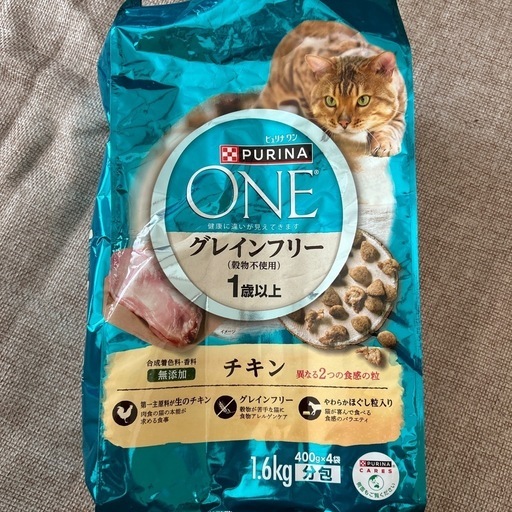 ピュリナ ワン
PURINA
ONE®
健康に違いが見えてきます
グレインフリー
(穀物不使用)
1歳以上
イメージ
合成着色料・香料
無添加
チキン
異なる2つの食感の粒
第一主原料が生のチキン
肉食の猫の本能が
求める食事
グレインフリー
穀物が苦手な猫に
食物アレルゲンケア
やわらかほぐし粒入り
猫が喜んで食べる
食感のバラエティ
1.6kg
400g×4袋
分包
PURINA
CARES